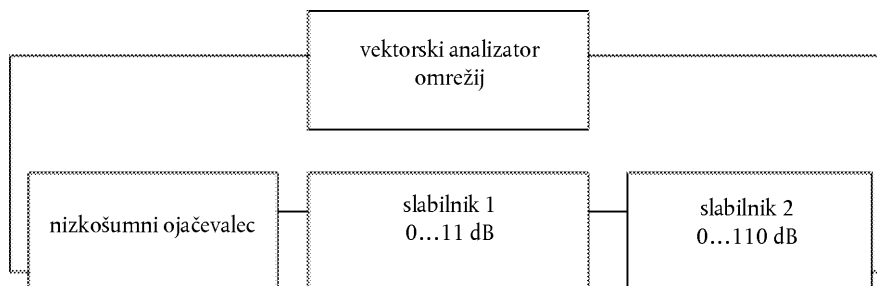 vektorski analizator
omrežij
nizkošumni ojačevalec
slabilnik 1
0…11 dB
slabilnik 2
0…110 dB